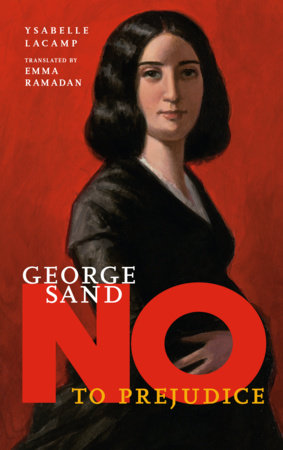 YSABELLE
LACAMP
TRANSLATED BY
EMMA
RAMADAN
GEORGE
SAND
NO
TO PREJUDICE